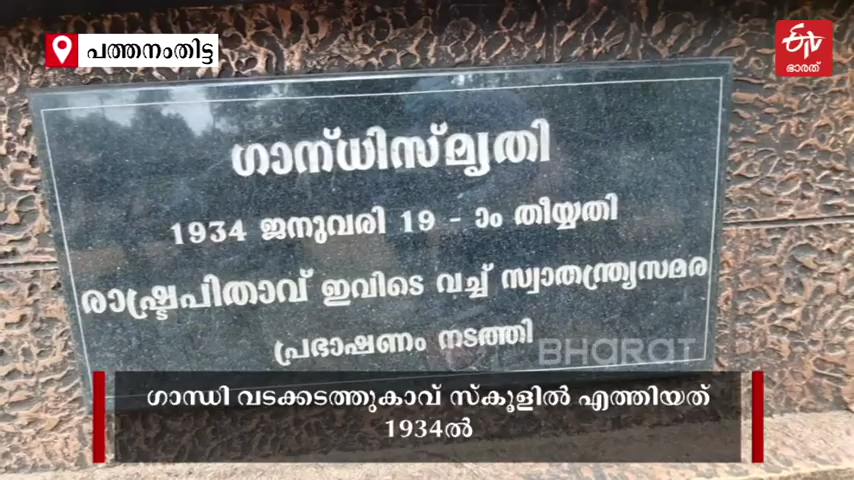 പത്തനംതിട്ട
ETV
ഭാരത്
ഗാന്ധിസ്മൃതി
1934 ജനുവരി 19 - ാം തീയ്യതി
രാഷ്ട്രപിതാവ് ഇവിടെ വച്ച് സ്വാതന്ത്ര്യസമര
പ്രഭാഷണം നടത്തി
BHARAT
ഗാന്ധി വടക്കടത്തുകാവ് സ്കൂളിൽ എത്തിയത്
1934ൽ